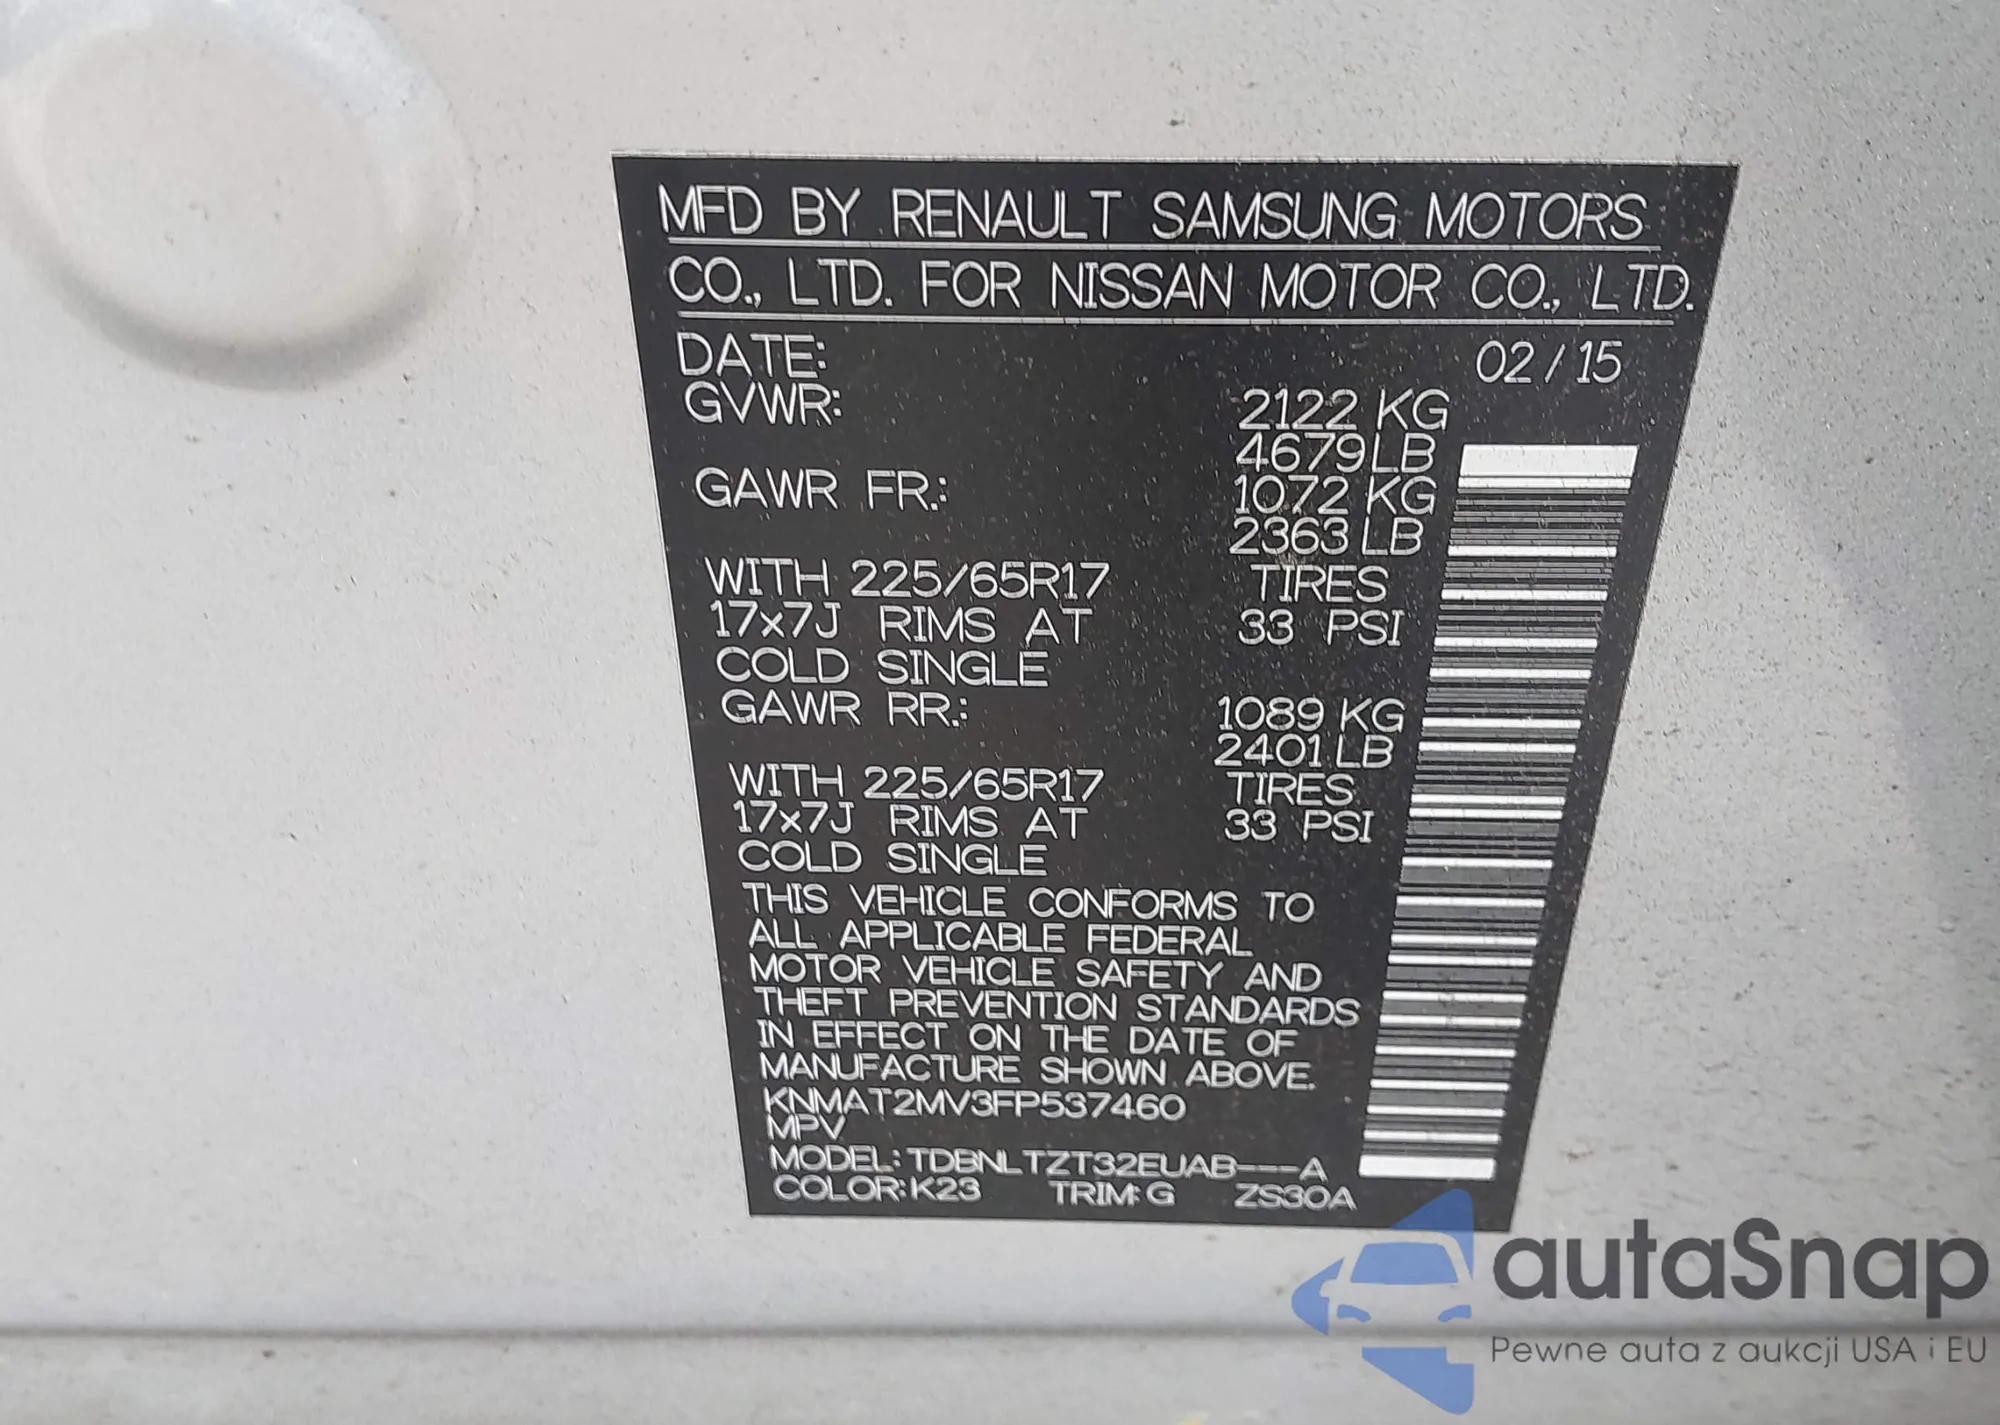 MFD BY RENAULT SAMSUNG MOTORS
CO., LTD. FOR NISSAN MOTOR CO., LTD.
DATE: 02/15
GVWR: 2122 KG
4679 LB
GAWR FR.: 1072 KG
2363 LB
WITH 225/65R17 TIRES
17x7J RIMS AT 33 PSI
COLD SINGLE
GAWR RR.: 1089 KG
2401 LB
WITH 225/65R17 TIRES
17x7J RIMS AT 33 PSI
COLD SINGLE
THIS VEHICLE CONFORMS TO
ALL APPLICABLE FEDERAL
MOTOR VEHICLE SAFETY AND
THEFT PREVENTION STANDARDS
IN EFFECT ON THE DATE OF
MANUFACTURE SHOWN ABOVE.
KNMAT2MV3FP537460
MPV
MODEL: TDBNLTZT32EUAB---A
COLOR: K23 TRIM: G ZS30A
autaSnap
Pewne auta z aukcji USA i EU